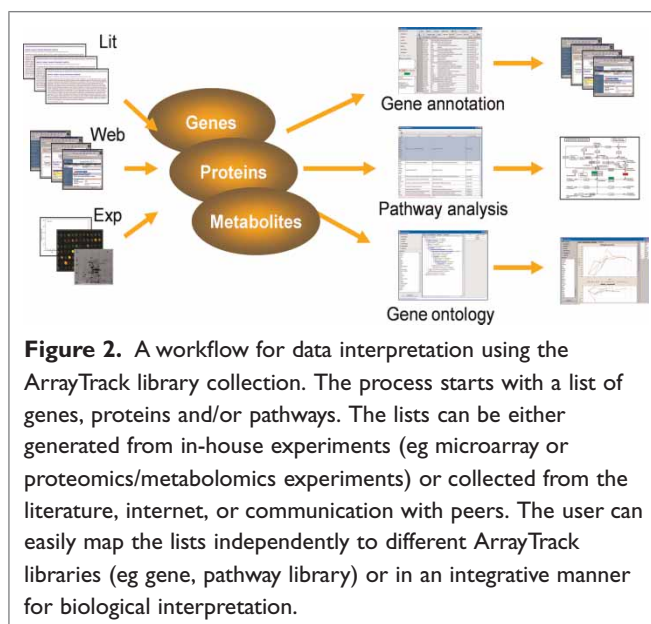 Lit
Web
Exp
Genes
Proteins
Metabolites
Gene annotation
Pathway analysis
Gene ontology
Figure 2. A workflow for data interpretation using the
ArrayTrack library collection. The process starts with a list of
genes, proteins and/or pathways. The lists can be either
generated from in-house experiments (eg microarray or
proteomics/metabolomics experiments) or collected from the
literature, internet, or communication with peers. The user can
easily map the lists independently to different ArrayTrack
libraries (eg gene, pathway library) or in an integrative manner
for biological interpretation.